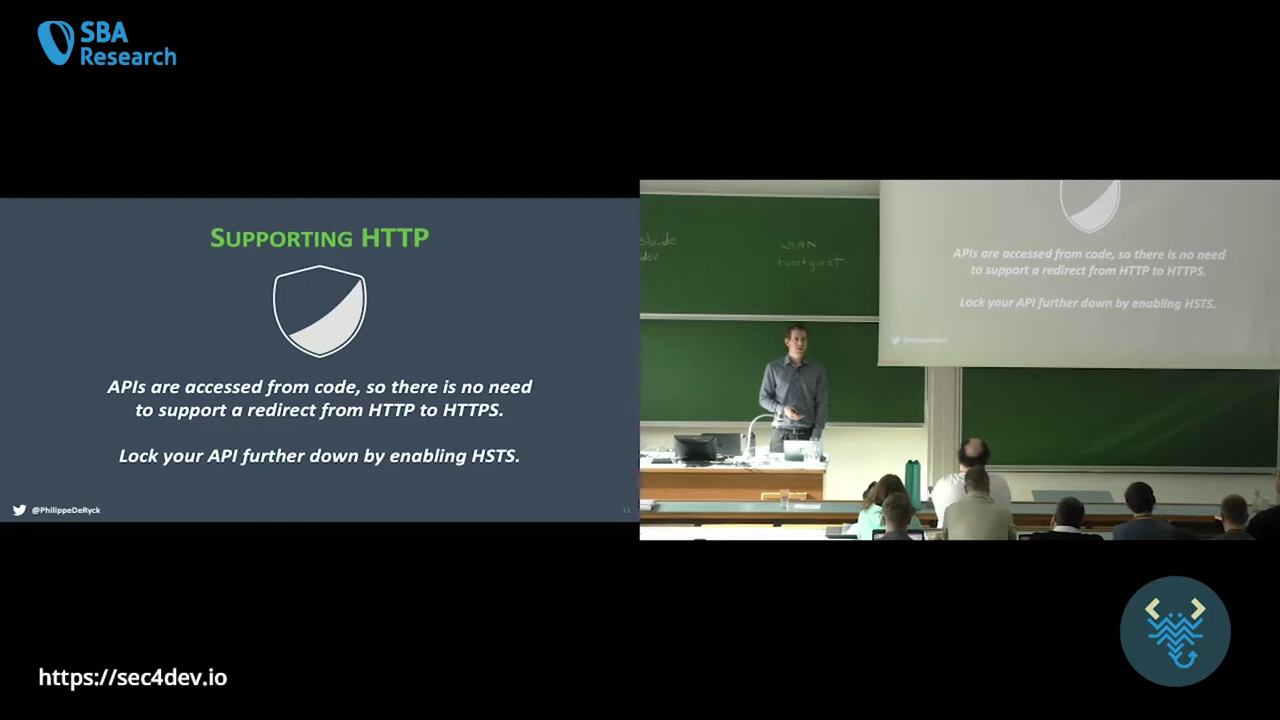 SBA
Research
SUPPORTING HTTP
APIs are accessed from code, so there is no need
to support a redirect from HTTP to HTTPS.
Lock your API further down by enabling HSTS.
@PhilippeDeRyck
13
WLAN
APIs are accessed from code, so there is no need
to support a redirect from HTTP to HTTPS.
Lock your API further down by enabling HSTS.
@PhilippeDeRyck
https://sec4dev.io